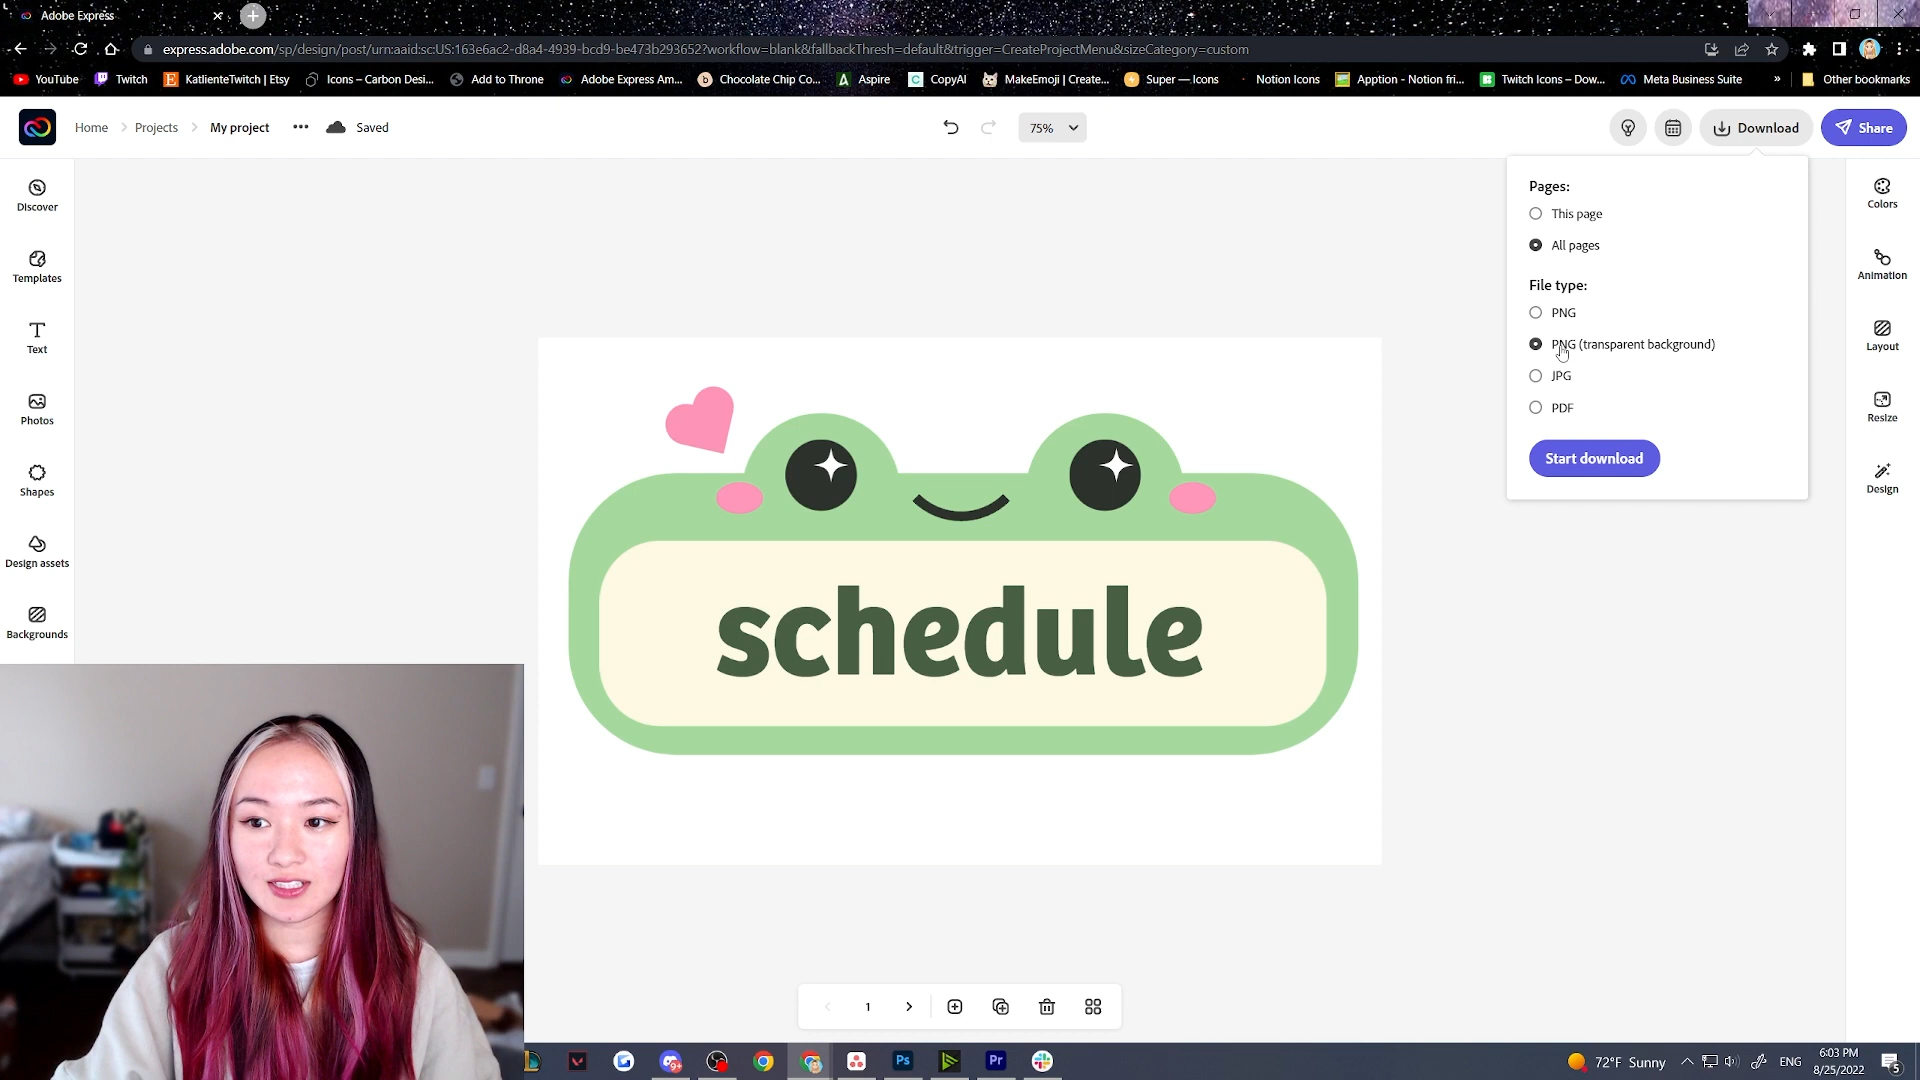 Adobe Express
express.adobe.com/sp/design/post/urn:aaid:sc:US:163e6ac2-d8a4-4939-bcd9-be473b293652?workflow=blank&fallbackThresh=default&trigger=CreateProjectMenu&sizeCategory=custom
YouTube Twitch KatlienteTwitch | Etsy Icons – Carbon Desi... Add to Throne Adobe Express Am... Chocolate Chip Co... Aspire CopyAI MakeEmoji | Create... Super — Icons Notion Icons Apption - Notion fri... Twitch Icons – Dow... Meta Business Suite » Other bookmarks
Home Projects My project ••• Saved 75% Download Share
Pages:
This page
All pages
File type:
PNG
PNG (transparent background)
JPG
PDF
Start download
Discover
Templates
Text
Photos
Shapes
Design assets
Backgrounds
Colors
Animation
Layout
Resize
Design
schedule
1
Ps Pr
9+
72°F Sunny ENG 6:03 PM
8/25/2022
5